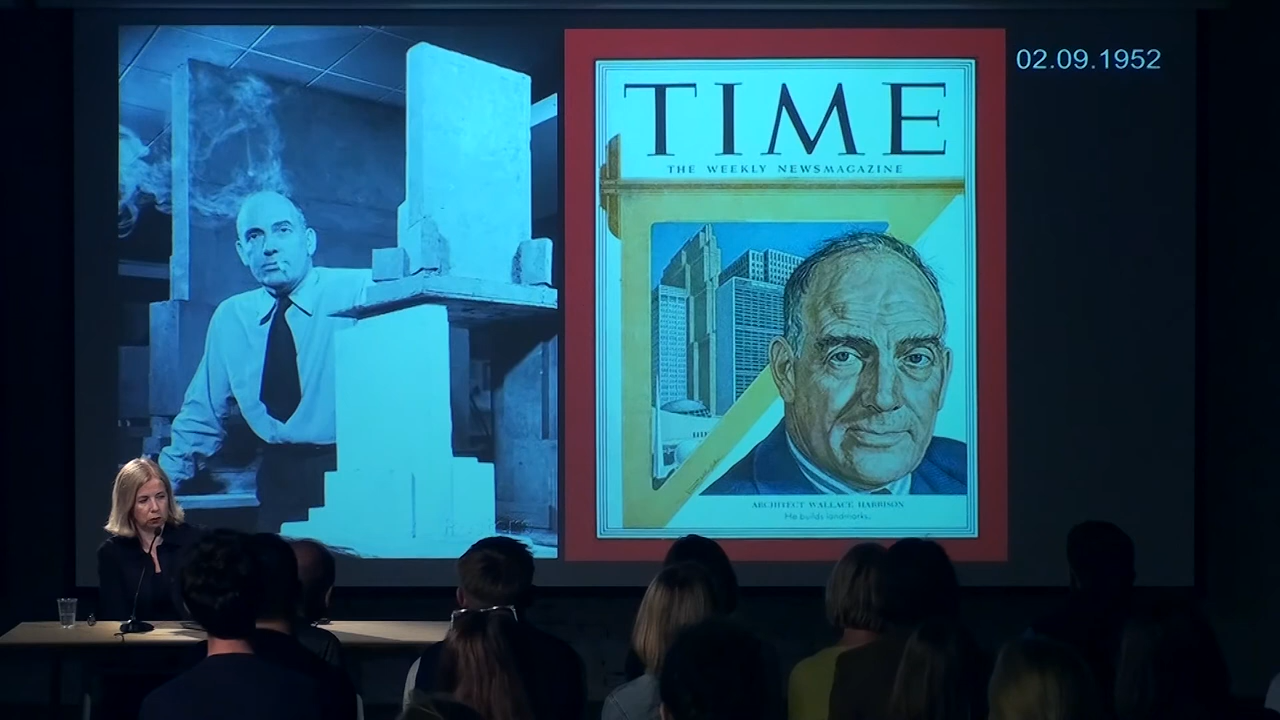 02.09.1952
TIME
THE WEEKLY NEWSMAGAZINE
ARCHITECT WALLACE HARRISON
He builds landmarks.